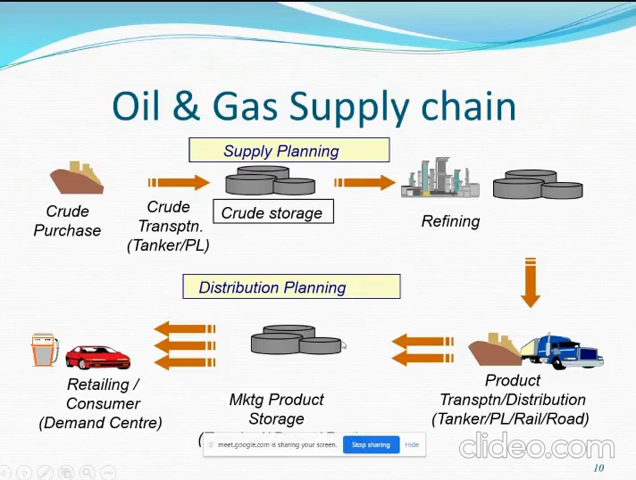 Oil & Gas Supply chain
Supply Planning
Crude
Purchase
Crude
Transptn.
(Tanker/PL)
Crude storage
Refining
Distribution Planning
Retailing /
Consumer
(Demand Centre)
Mktg Product
Storage
Product
Transptn/Distribution
(Tanker/PL/Rail/Road)
meet.google.com is sharing your screen.
Stop sharing
Hide
clideo.com
10